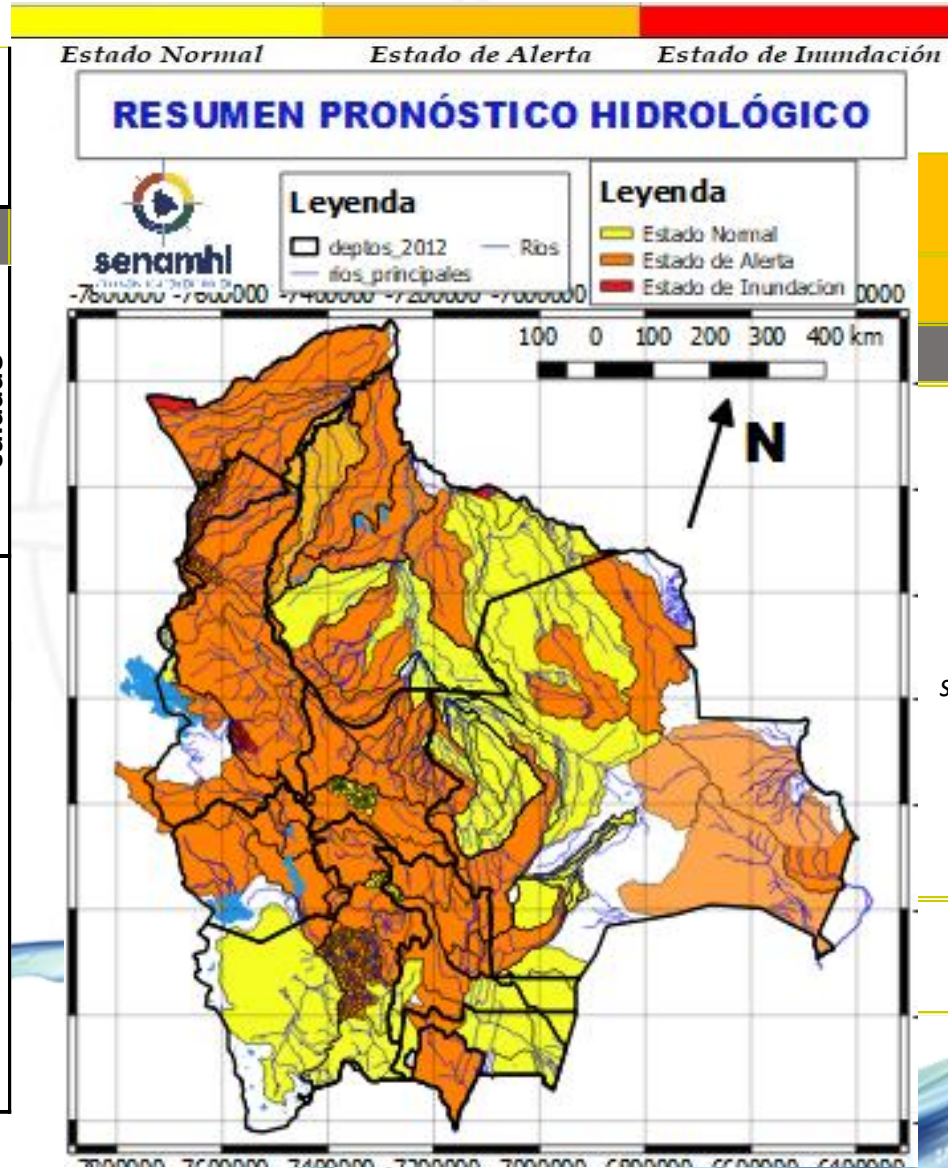 Estado Normal Estado de Alerta Estado de Inundación
RESUMEN PRONÓSTICO HIDROLÓGICO
senamhi
Leyenda
deptos_2012 Rios
rios_principales
Leyenda
Estado Normal
Estado de Alerta
Estado de Inundacion
-7800000 -7600000 -7400000 -7200000 -7000000
100 0 100 200 300 400 km
N
-7800000 -7600000 -7400000 -7200000 -7000000 -6800000 -6600000 -6400000